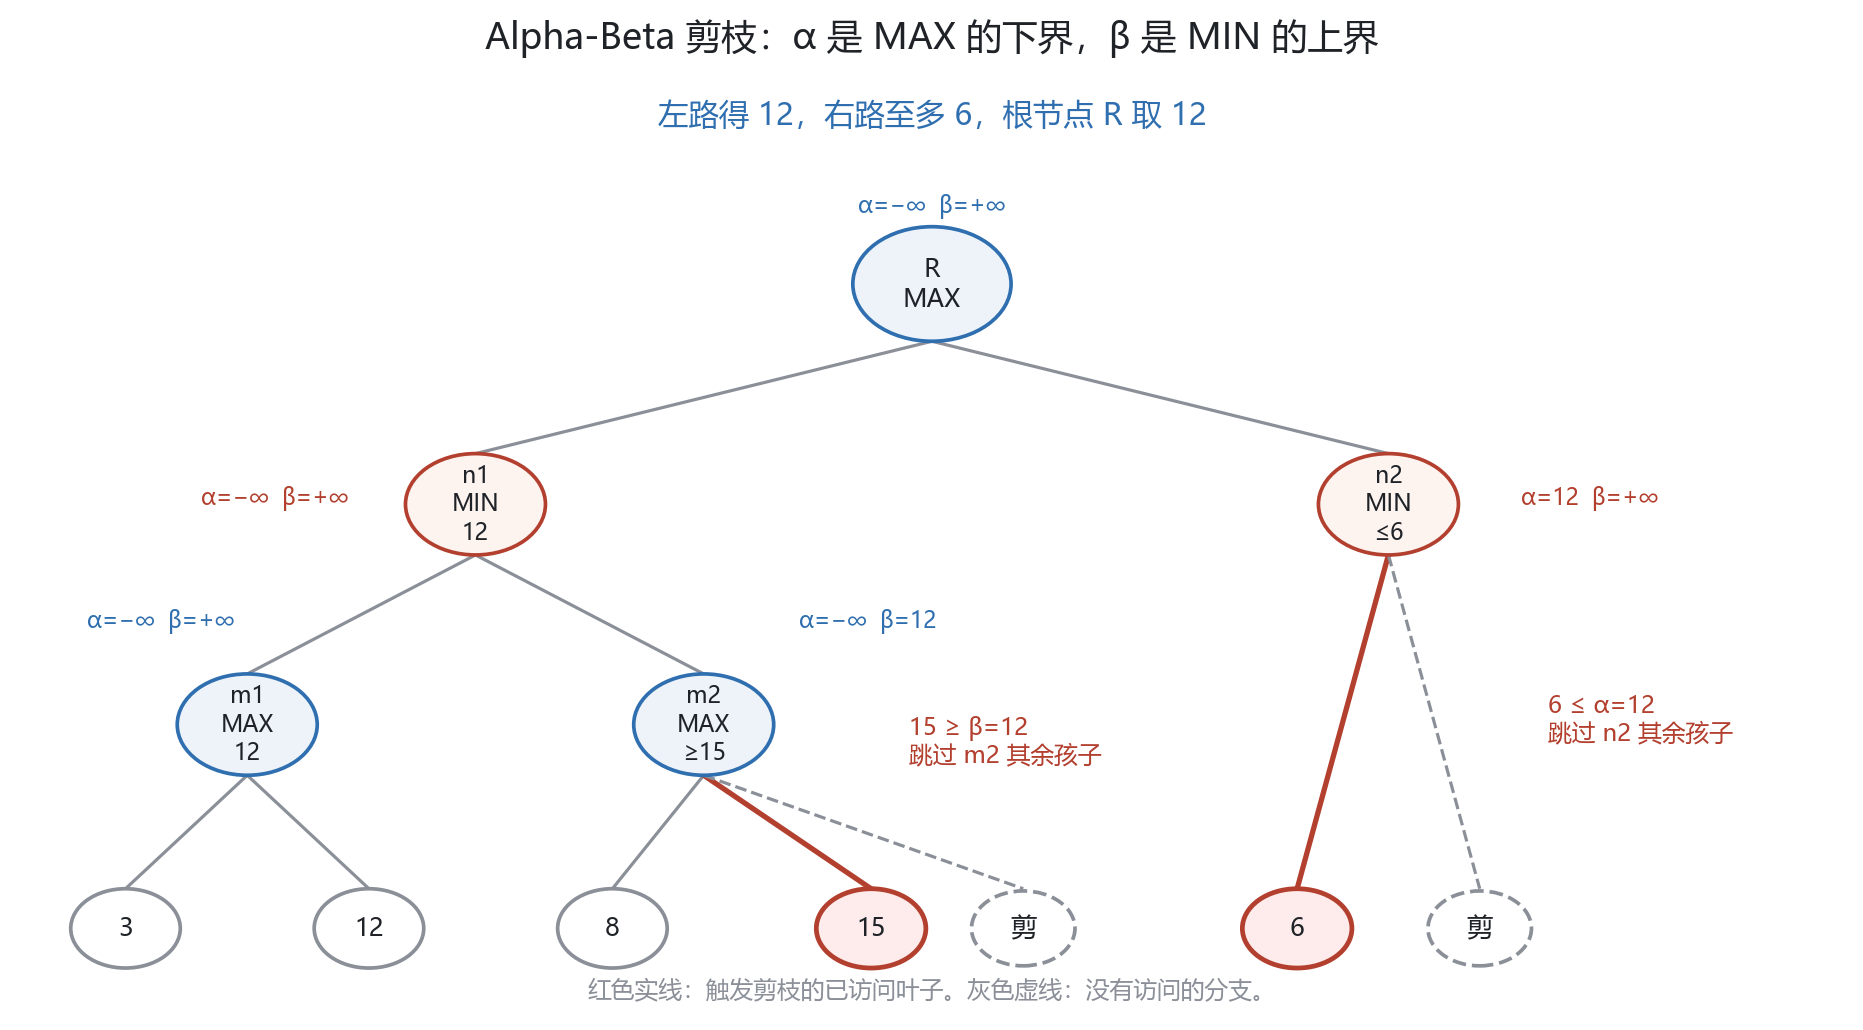 Alpha-Beta 剪枝：α 是 MAX 的下界，β 是 MIN 的上界
左路得 12，右路至多 6，根节点 R 取 12
α=−∞ β=+∞
R
MAX
α=−∞ β=+∞
n1
MIN
12
n2
MIN
≤6
α=12 β=+∞
α=−∞ β=+∞
α=−∞ β=12
m1
MAX
12
m2
MAX
≥15
15 ≥ β=12
跳过 m2 其余孩子
6 ≤ α=12
跳过 n2 其余孩子
3
12
8
15
剪
6
剪
红色实线：触发剪枝的已访问叶子。灰色虚线：没有访问的分支。